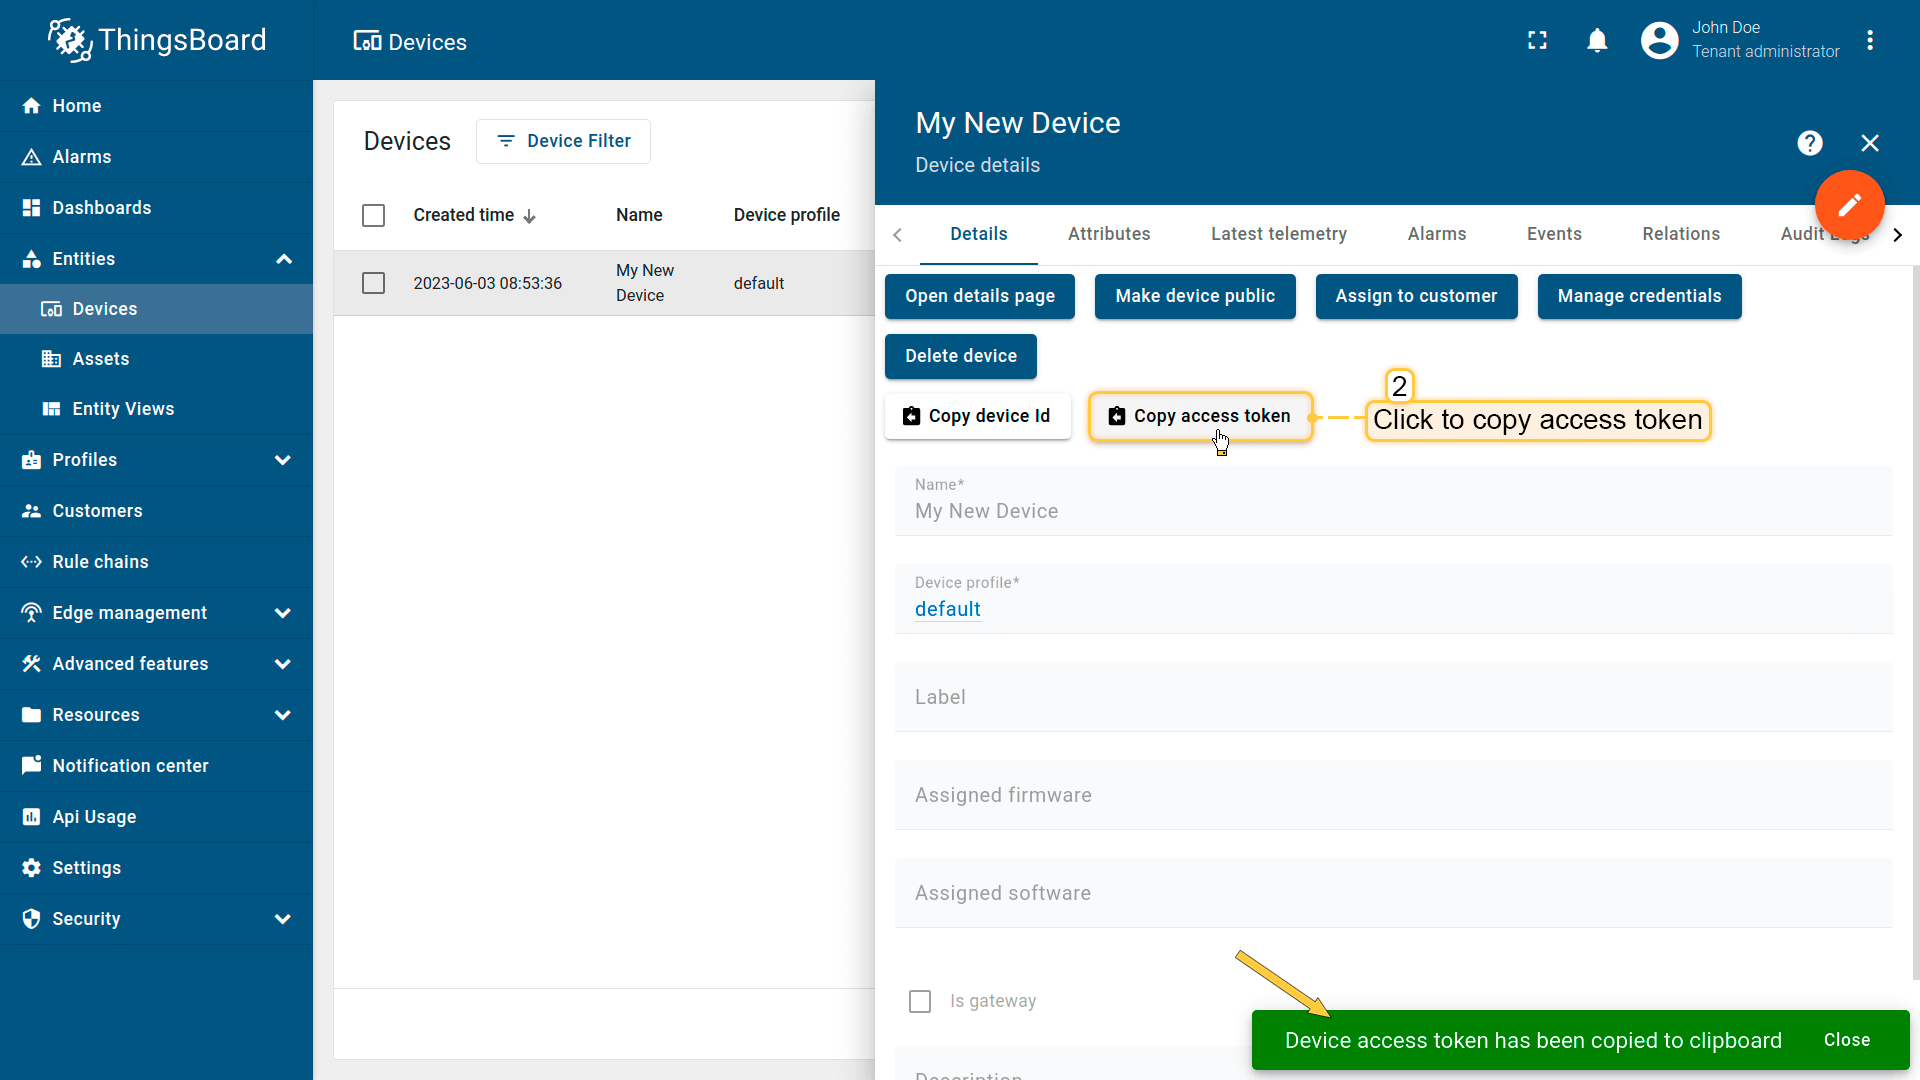 ThingsBoard
Devices
John Doe
Tenant administrator
Home
Alarms
Dashboards
Entities
Devices
Assets
Entity Views
Profiles
Customers
Rule chains
Edge management
Advanced features
Resources
Notification center
Api Usage
Settings
Security
Devices
Device Filter
Created time
Name
Device profile
2023-06-03 08:53:36
My New
Device
default
My New Device
Device details
?
Details
Attributes
Latest telemetry
Alarms
Events
Relations
Audit Logs
Open details page
Make device public
Assign to customer
Manage credentials
Delete device
Copy device Id
Copy access token
2
Click to copy access token
Name*
My New Device
Device profile*
default
Label
Assigned firmware
Assigned software
Is gateway
Description
Device access token has been copied to clipboard
Close